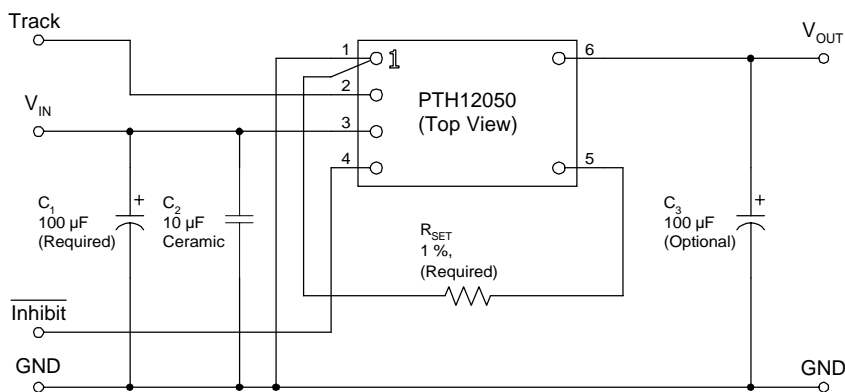 Track
1
1
6
V_OUT
2
PTH12050
(Top View)
V_IN
3
4
5
C_1
100 µF
(Required)
+
C_2
10 µF
Ceramic
R_SET
1 %,
(Required)
C_3
100 µF
(Optional)
+
Inhibit
GND
GND